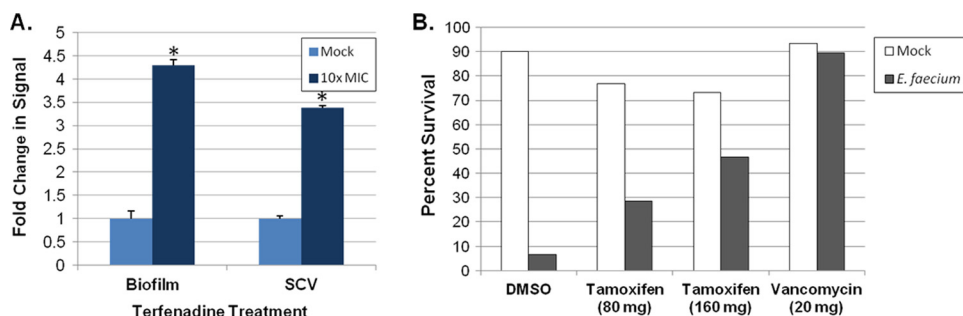 A.
Fold Change in Signal
5
4.5
4
3.5
3
2.5
2
1.5
1
0.5
0
*
*
Mock
10x MIC
Biofilm
SCV
Terfenadine Treatment
B.
Percent Survival
100
90
80
70
60
50
40
30
20
10
0
Mock
E. faecium
DMSO
Tamoxifen
(80 mg)
Tamoxifen
(160 mg)
Vancomycin
(20 mg)